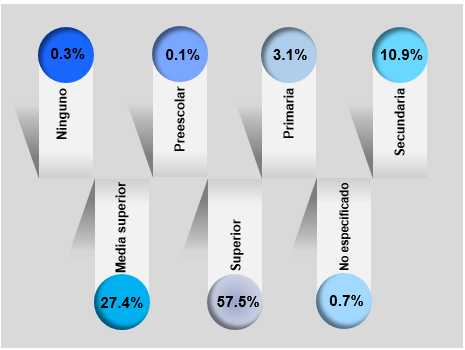 0.3%
Ninguno
0.1%
Preescolar
3.1%
Primaria
10.9%
Secundaria
Media superior
27.4%
Superior
57.5%
No especificado
0.7%